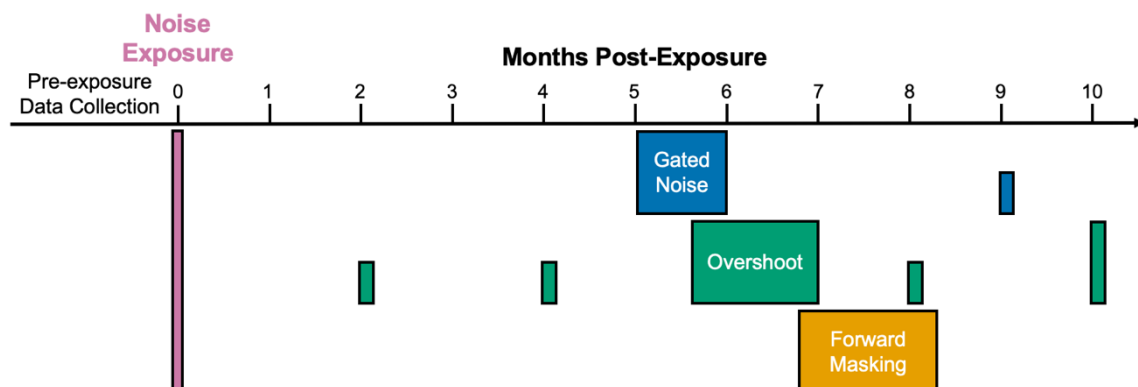 Noise
Exposure
Months Post-Exposure
Pre-exposure
Data Collection
0 1 2 3 4 5 6 7 8 9 10
Gated
Noise
Overshoot
Forward
Masking